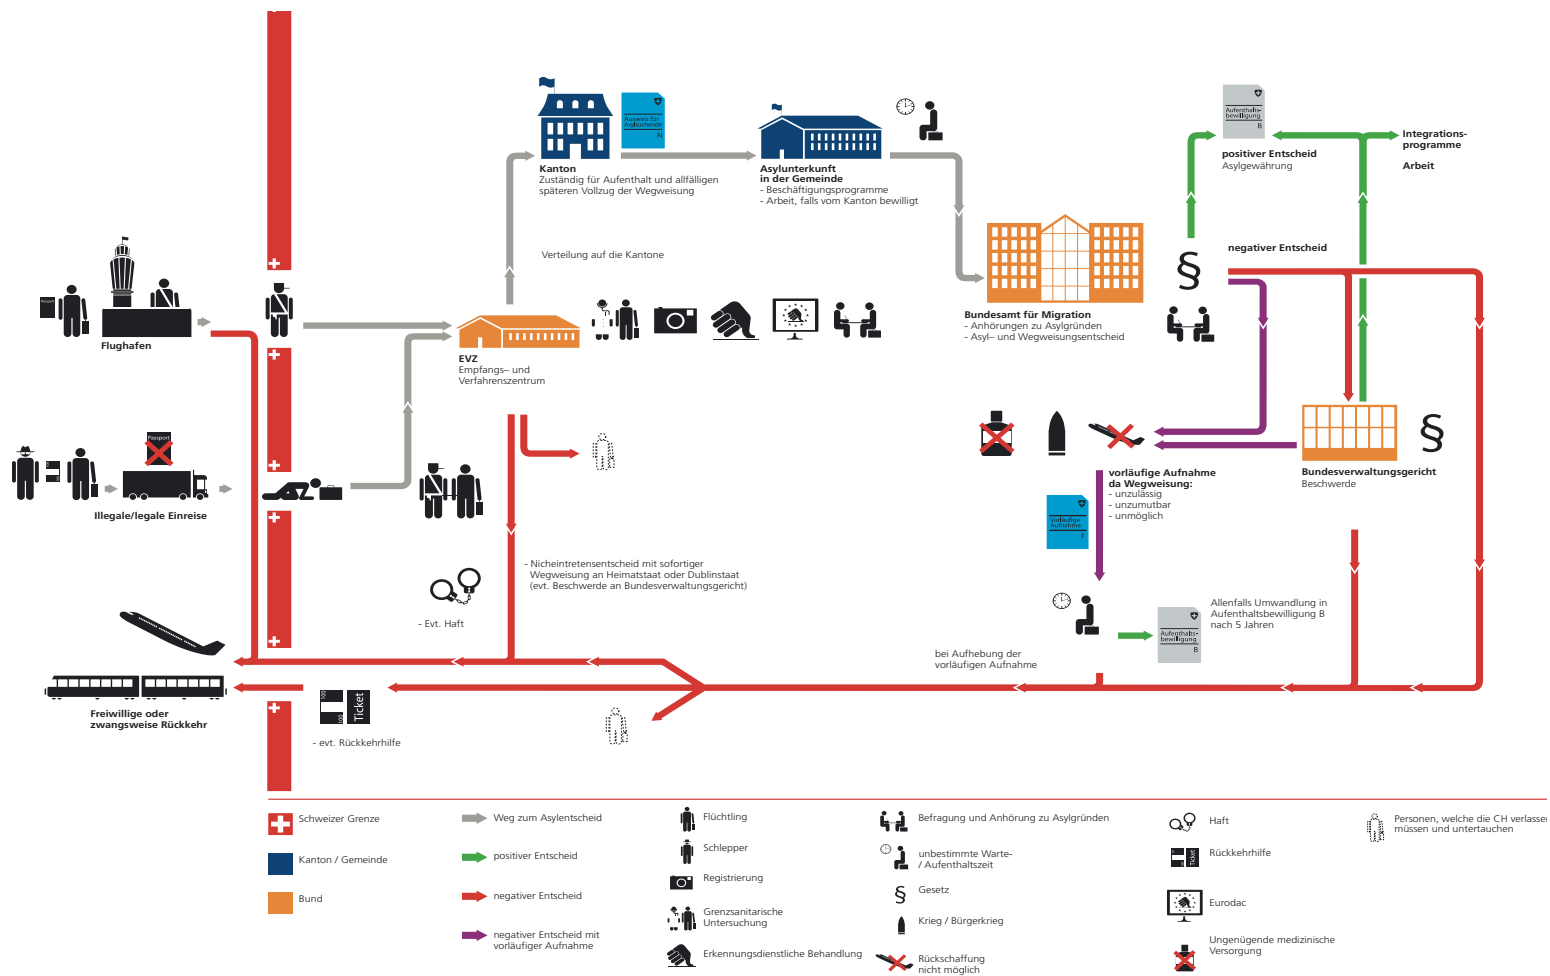 Kanton
Zuständig für Aufenthalt und allfälligen
späteren Vollzug der Wegweisung
Ausweis für
Asylsuchende
N
Asylunterkunft
in der Gemeinde
- Beschäftigungsprogramme
- Arbeit, falls vom Kanton bewilligt
Aufenthalts-
bewilligung
B
positiver Entscheid
Asylgewährung
Integrations-
programme
Arbeit
negativer Entscheid
§
Verteilung auf die Kantone
Passport
Flughafen
EVZ
Empfangs– und
Verfahrenszentrum
Bundesamt für Migration
- Anhörungen zu Asylgründen
- Asyl– und Wegweisungsentscheid
Passport
Illegale/legale Einreise
§
Bundesverwaltungsgericht
Beschwerde
vorläufige Aufnahme
da Wegweisung:
- unzulässig
- unzumutbar
- unmöglich
Vorläufige
Aufnahme
F
- Nicheintretensentscheid mit sofortiger
Wegweisung an Heimatstaat oder Dublinstaat
(evt. Beschwerde an Bundesverwaltungsgericht)
- Evt. Haft
Aufenthalts-
bewilligung
B
Allenfalls Umwandlung in
Aufenthaltsbewilligung B
nach 5 Jahren
bei Aufhebung der
vorläufigen Aufnahme
Freiwillige oder
zwangsweise Rückkehr
100
100
Ticket
- evt. Rückkehrhilfe
Schweizer Grenze
Kanton / Gemeinde
Bund
Weg zum Asylentscheid
positiver Entscheid
negativer Entscheid
negativer Entscheid mit
vorläufiger Aufnahme
Flüchtling
Schlepper
Registrierung
Grenzsanitarische
Untersuchung
Erkennungsdienstliche Behandlung
Befragung und Anhörung zu Asylgründen
unbestimmte Warte-
/ Aufenthaltszeit
§
Gesetz
Krieg / Bürgerkrieg
Rückschaffung
nicht möglich
Haft
Ticket
Rückkehrhilfe
Eurodac
Ungenügende medizinische
Versorgung
Personen, welche die CH verlassen
müssen und untertauchen